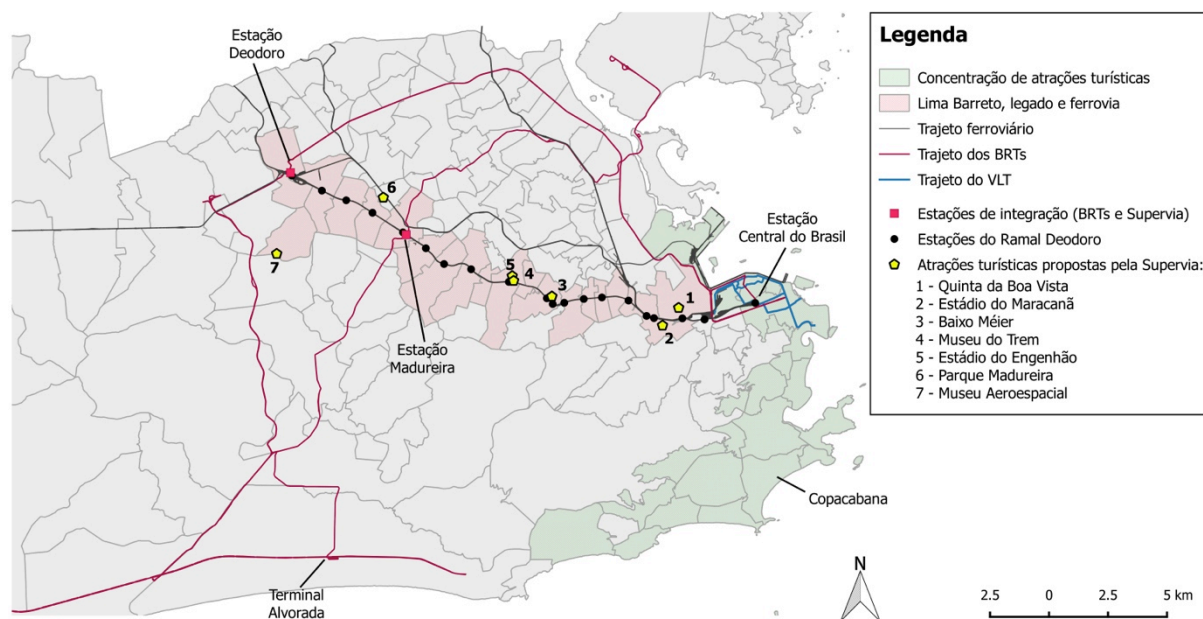 Estação
Deodoro
6
7
5
4
3
1
2
Estação
Madureira
Estação
Central do Brasil
Copacabana
Terminal
Alvorada
N
2.5 0 2.5 5 km
Legenda
Concentração de atrações turísticas
Lima Barreto, legado e ferrovia
Trajeto ferroviário
Trajeto dos BRTs
Trajeto do VLT
Estações de integração (BRTs e Supervia)
Estações do Ramal Deodoro
Atrações turísticas propostas pela Supervia:
1 - Quinta da Boa Vista
2 - Estádio do Maracanã
3 - Baixo Méier
4 - Museu do Trem
5 - Estádio do Engenhão
6 - Parque Madureira
7 - Museu Aeroespacial